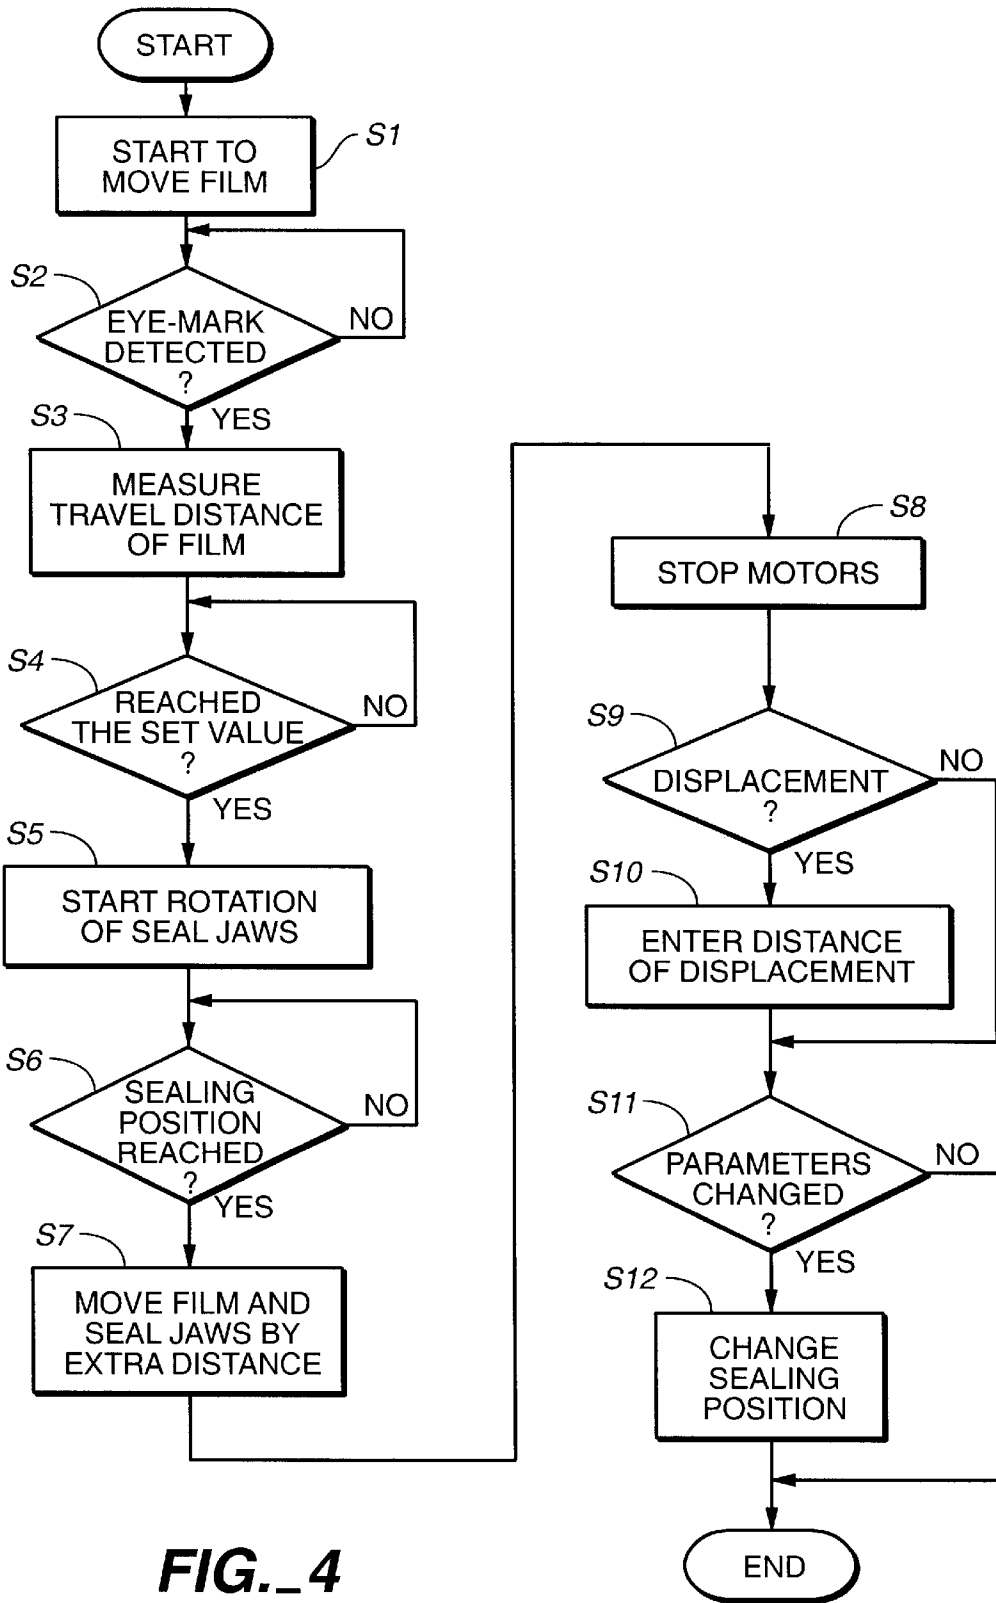 START
S1
START TO
MOVE FILM
S2
EYE-MARK
DETECTED
?
NO
YES
S3
MEASURE
TRAVEL DISTANCE
OF FILM
S4
REACHED
THE SET VALUE
?
NO
YES
S5
START ROTATION
OF SEAL JAWS
S6
SEALING
POSITION
REACHED
?
NO
YES
S7
MOVE FILM AND
SEAL JAWS BY
EXTRA DISTANCE
S8
STOP MOTORS
S9
DISPLACEMENT
?
NO
YES
S10
ENTER DISTANCE
OF DISPLACEMENT
S11
PARAMETERS
CHANGED
?
NO
YES
S12
CHANGE
SEALING
POSITION
END
FIG._4